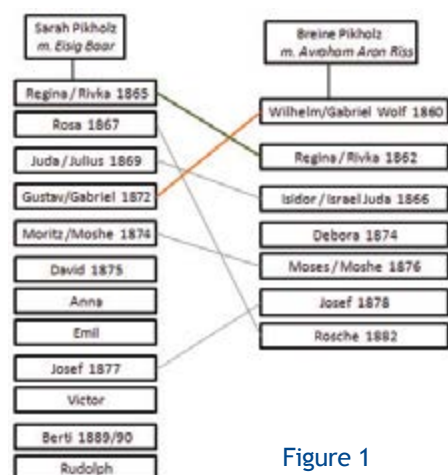 Sarah Pikholz
m. Eisig Baar
Regina/Rivka 1865
Rosa 1867
Juda/Julius 1869
Gustav/Gabriel 1872
Moritz/Moshe 1874
David 1875
Anna
Emil
Josef 1877
Victor
Berti 1889/90
Rudolph
Breine Pikholz
m. Avraham Aron Riss
Wilhelm/Gabriel Wolf 1860
Regina/Rivka 1862
Isidor/Israel Juda 1866
Debora 1874
Moses/Moshe 1876
Josef 1878
Rosche 1882
Figure 1